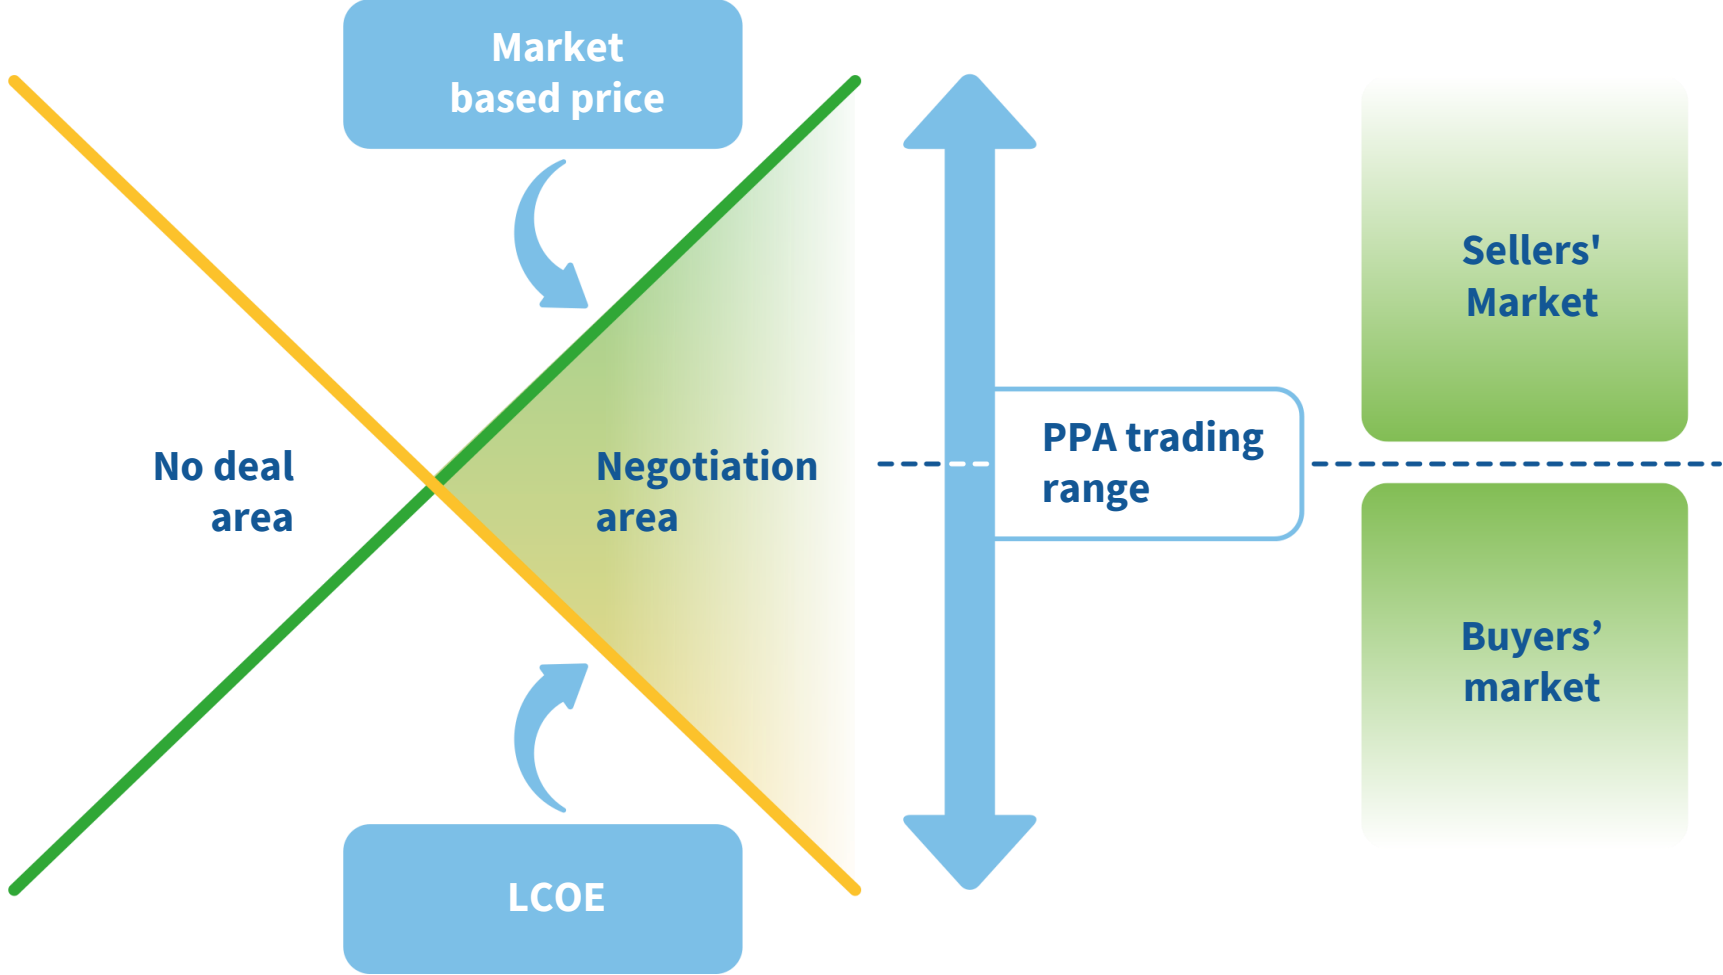 Market
based price
No deal
area
Negotiation
area
LCOE
PPA trading
range
Sellers'
Market
Buyers’
market